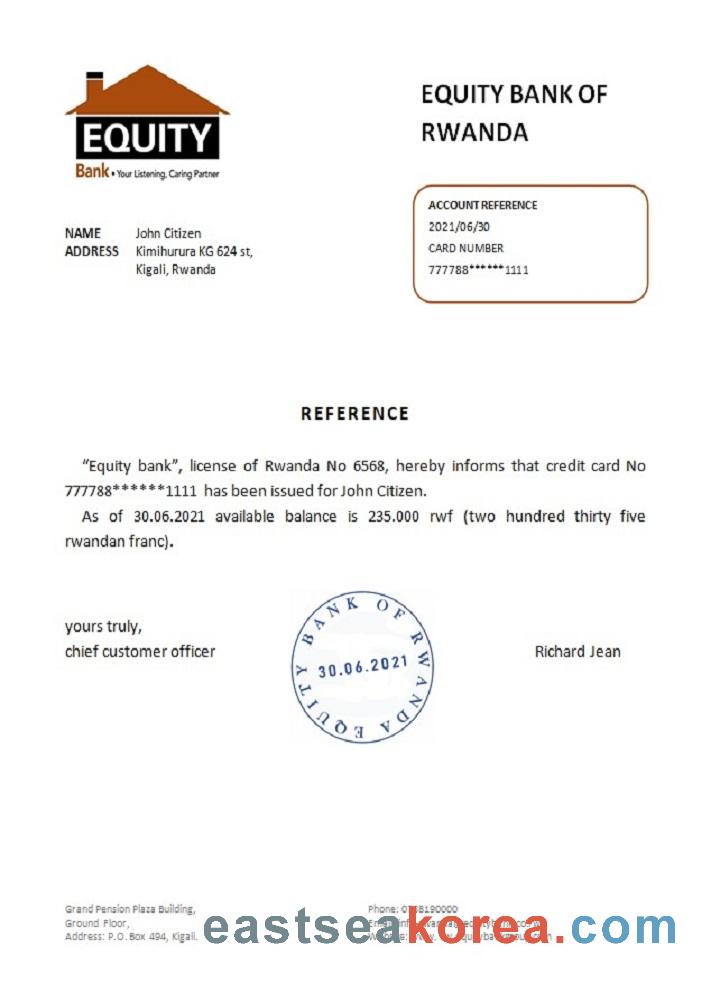 EQUITY
Bank • Your Listening, Caring Partner
EQUITY BANK OF
RWANDA
ACCOUNT REFERENCE
2021/06/30
CARD NUMBER
777788******1111
NAME John Citizen
ADDRESS Kimihurura KG 624 st,
Kigali, Rwanda
REFERENCE
“Equity bank”, license of Rwanda No 6568, hereby informs that credit card No
777788******1111 has been issued for John Citizen.
As of 30.06.2021 available balance is 235.000 rwf (two hundred thirty five
rwandan franc).
yours truly,
chief customer officer
EQUITY BANK OF RWANDA
30.06.2021
Richard Jean
Grand Pension Plaza Building,
Ground Floor,
Address: P.O. Box 494, Kigali.
Phone:
eastseakorea.com